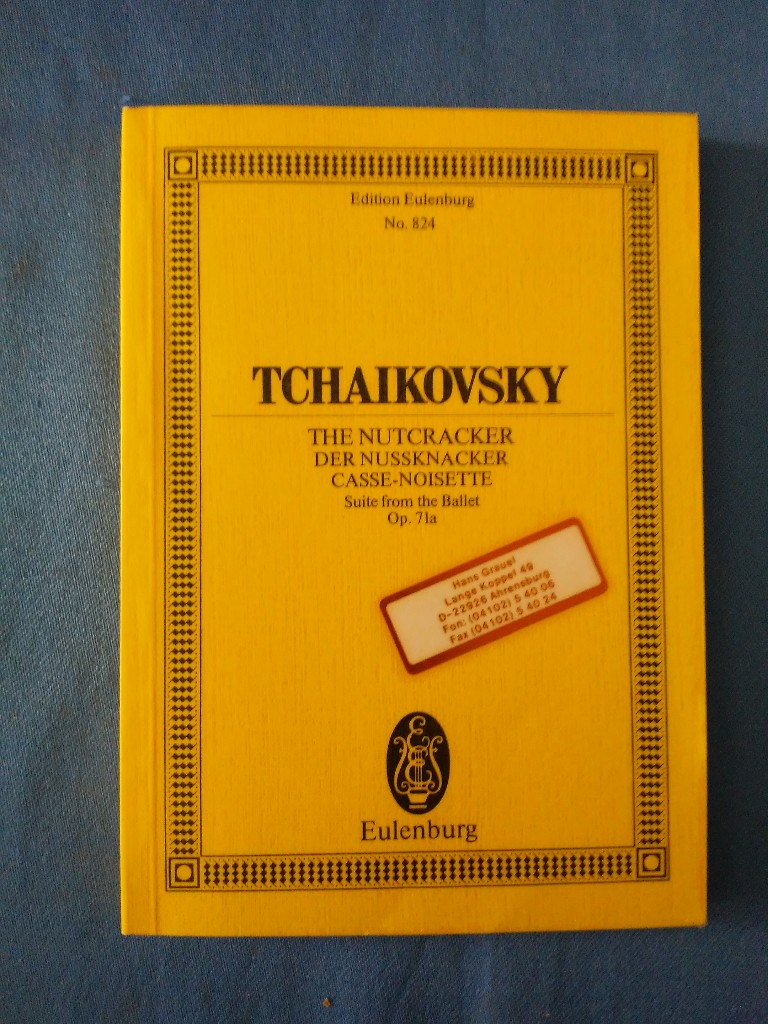 Edition Eulenburg
No. 824
TCHAIKOVSKY
THE NUTCRACKER
DER NUSSKNACKER
CASSE-NOISETTE
Suite from the Ballet
Op. 71a
Hans Grauel
Lange Koppel 49
D-22926 Ahrensburg
Fon: (04102) 5 40 06
Fax (04102) 5 40 24
Eulenburg